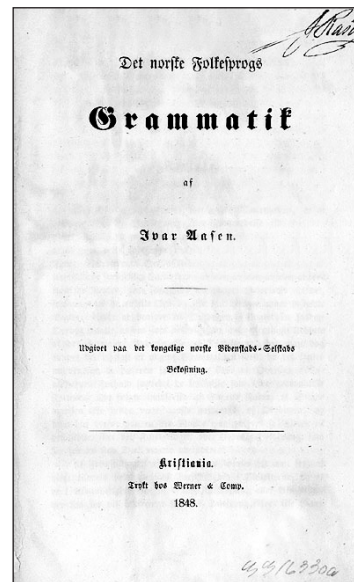 Det norske Folkesprogs
Grammatik
af
Ivar Aasen.
Udgivet paa det kongelige norske Videnskabs-Selskabs
Bekostning.
Kristiania.
Trykt hos Werner & Comp.
1848.